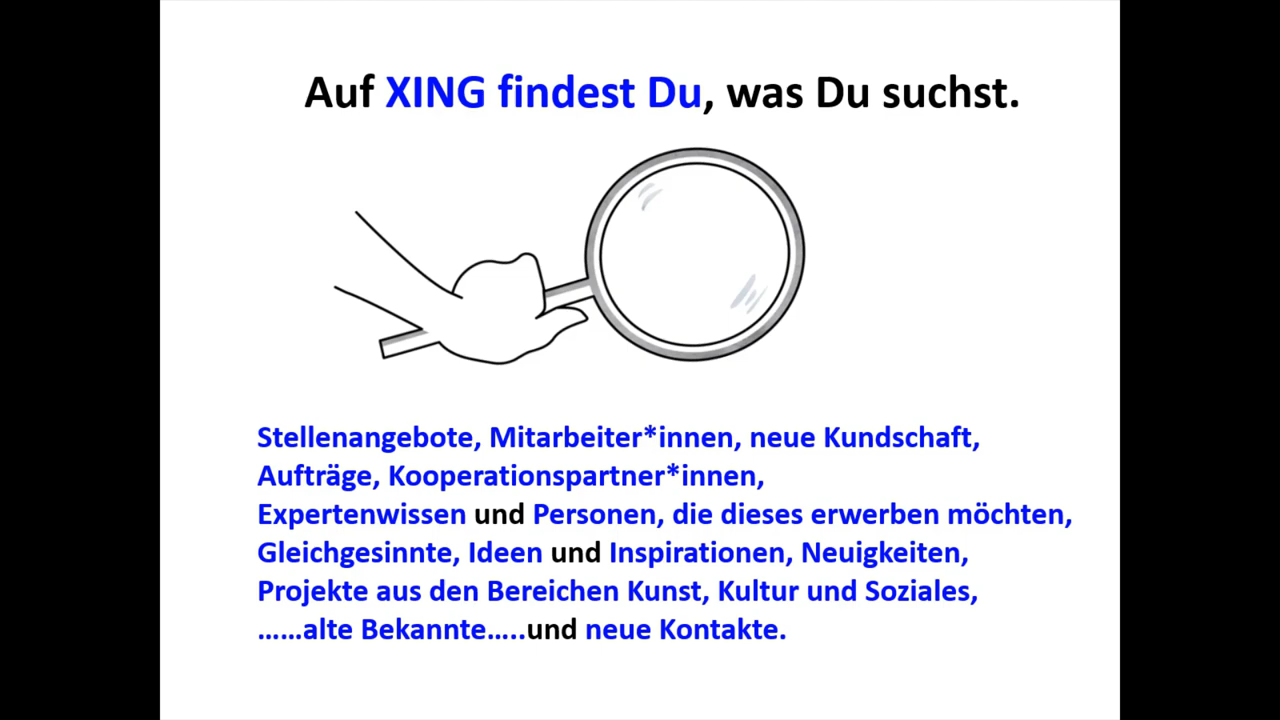 Auf XING findest Du, was Du suchst.
Stellenangebote, Mitarbeiter*innen, neue Kundschaft,
Aufträge, Kooperationspartner*innen,
Expertenwissen und Personen, die dieses erwerben möchten,
Gleichgesinnte, Ideen und Inspirationen, Neuigkeiten,
Projekte aus den Bereichen Kunst, Kultur und Soziales,
……alte Bekannte…..und neue Kontakte.